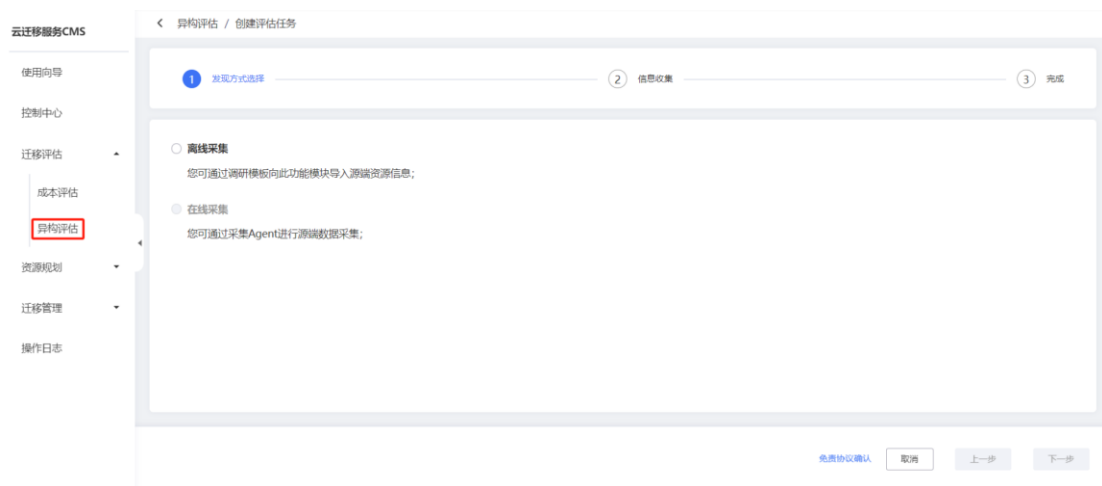 云迁移服务CMS
使用向导
控制中心
迁移评估
成本评估
异构评估
资源规划
迁移管理
操作日志
异构评估 / 创建评估任务
1 发现方式选择
2 信息收集
3 完成
离线采集
您可通过调研模板向此功能模块导入源端资源信息;
在线采集
您可通过采集Agent进行源端数据采集;
免责协议确认 取消 上一步 下一步